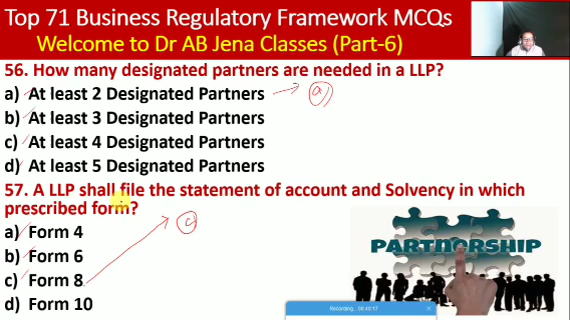 Top 71 Business Regulatory Framework MCQs
Welcome to Dr AB Jena Classes (Part-6)
56. How many designated partners are needed in a LLP?
a) At least 2 Designated Partners
a)
b) At least 3 Designated Partners
c) At least 4 Designated Partners
d) At least 5 Designated Partners
57. A LLP shall file the statement of account and Solvency in which
prescribed form?
c)
a) Form 4
b) Form 6
c) Form 8
d) Form 10
PARTNORSHIP